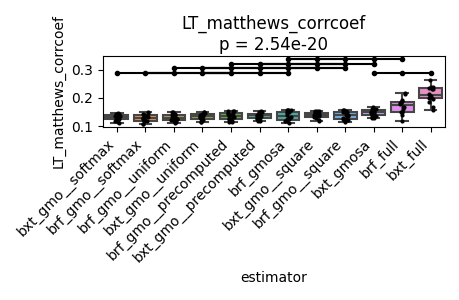 LT_matthews_corrcoef
p = 2.54e-20
LT_matthews_corrcoef
0.3
0.2
0.1
bxt_gmo__softmax
brf_gmo__softmax
brf_gmo__uniform
bxt_gmo__uniform
brf_gmo__precomputed
bxt_gmo__precomputed
brf_gmosa
bxt_gmo__square
brf_gmo__square
bxt_gmosa
brf_full
bxt_full
estimator